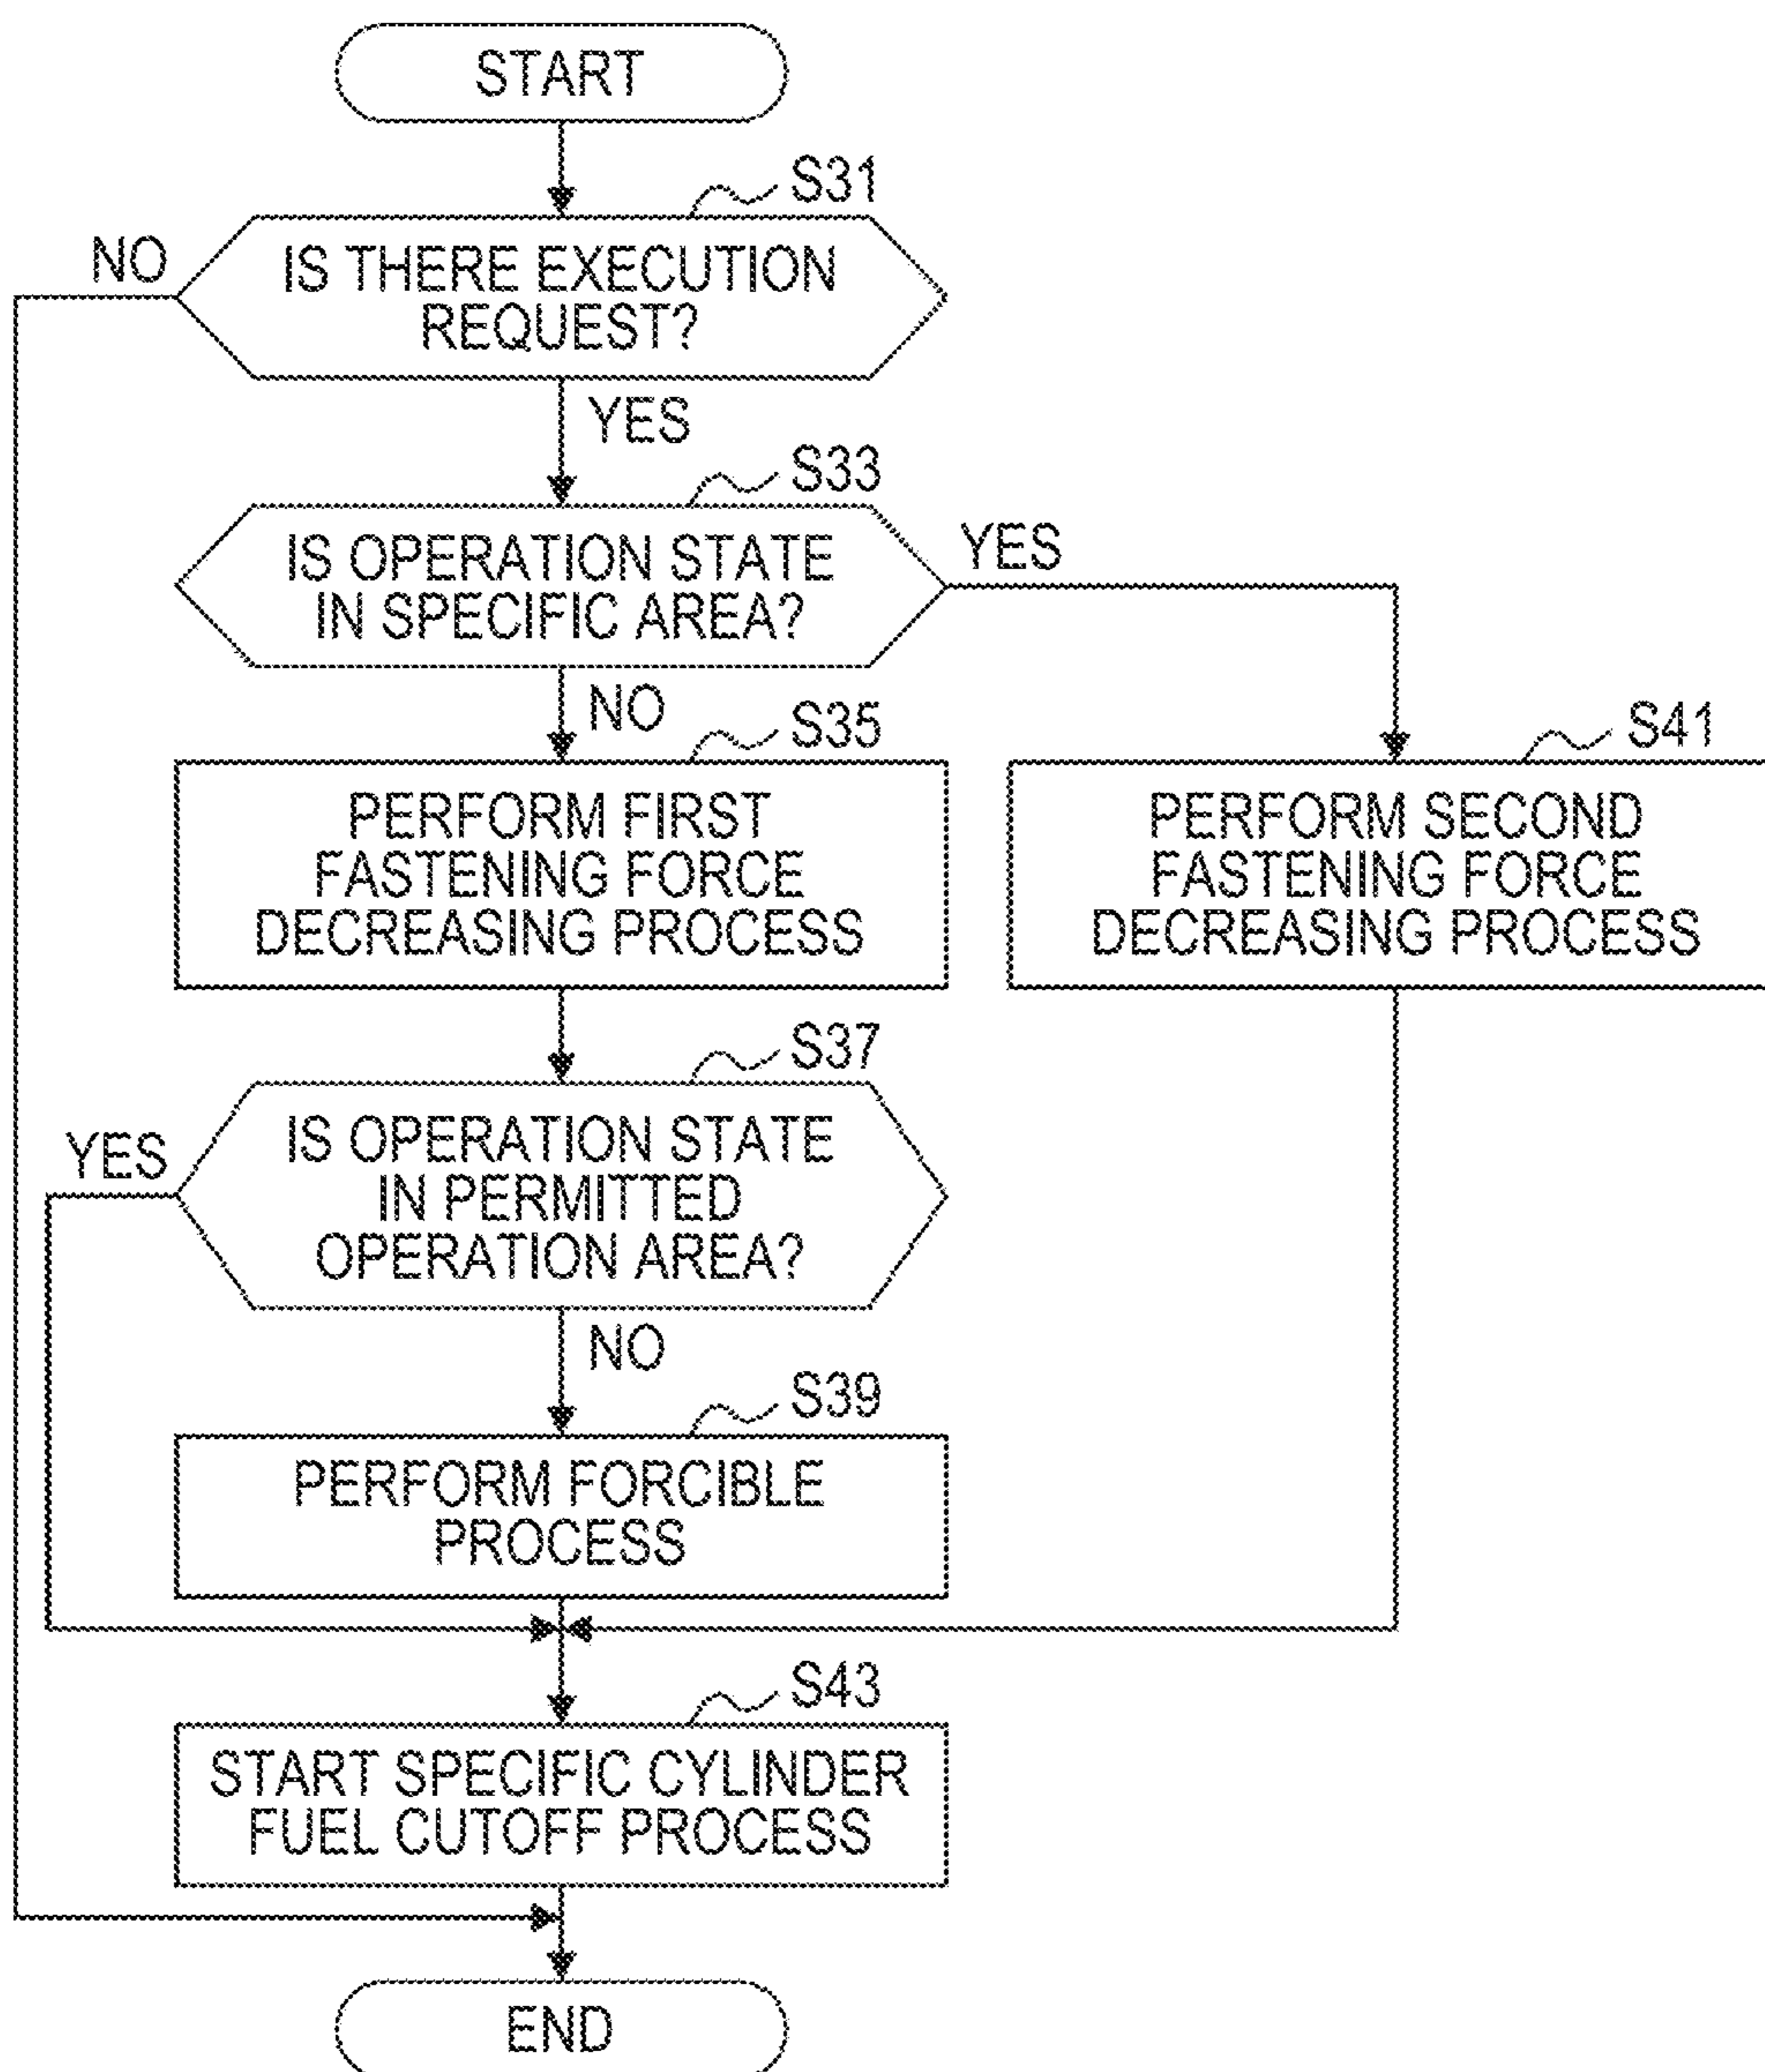 START
S31
NO
IS THERE EXECUTION
REQUEST?
YES
S33
IS OPERATION STATE
IN SPECIFIC AREA?
YES
NO
S35
PERFORM FIRST
FASTENING FORCE
DECREASING PROCESS
S41
PERFORM SECOND
FASTENING FORCE
DECREASING PROCESS
S37
YES
IS OPERATION STATE
IN PERMITTED
OPERATION AREA?
NO
S39
PERFORM FORCIBLE
PROCESS
S43
START SPECIFIC CYLINDER
FUEL CUTOFF PROCESS
END